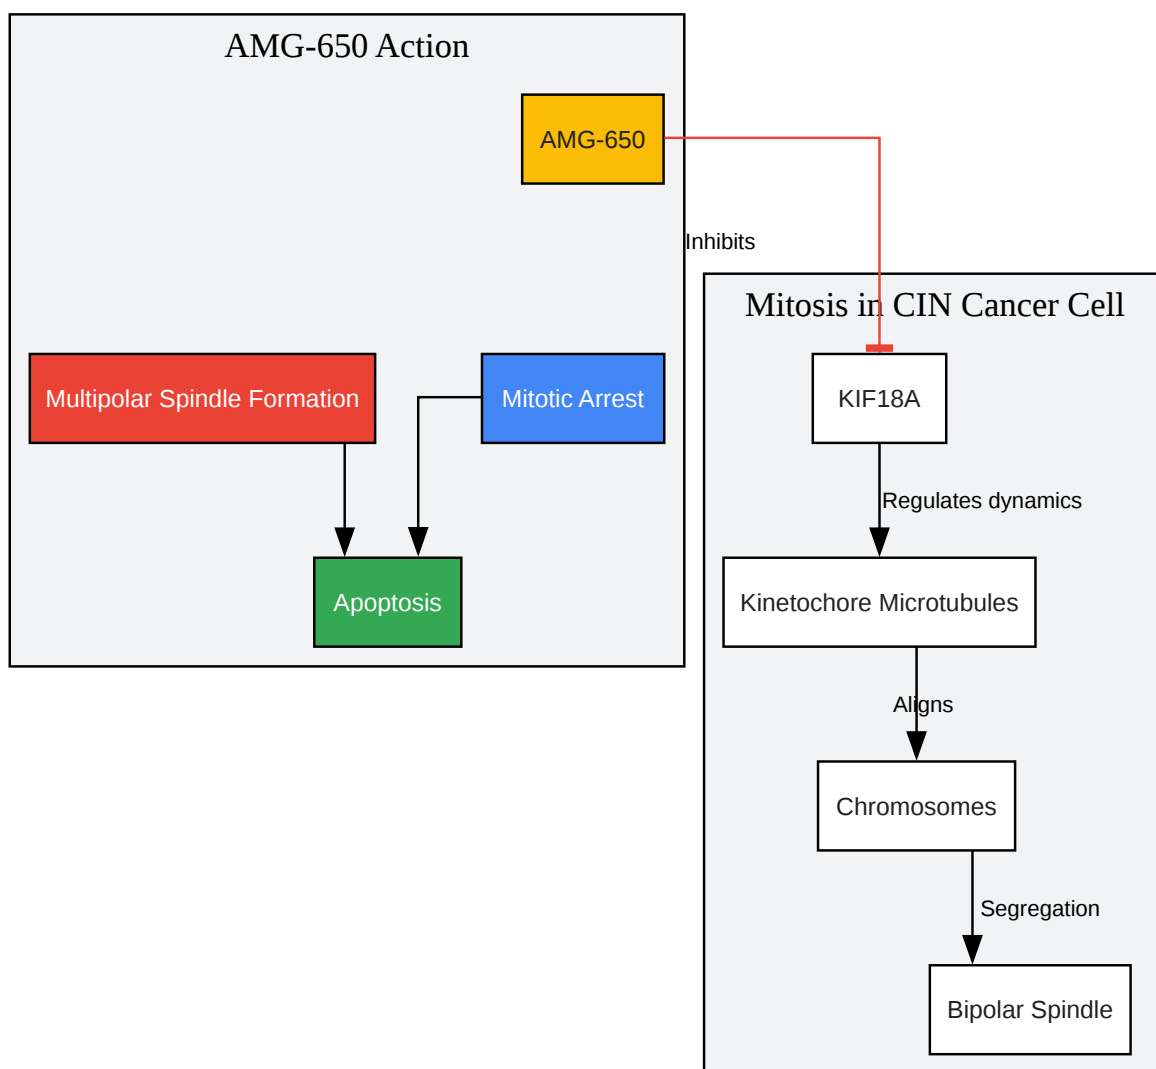 AMG-650 Action
AMG-650
Inhibits
Mitosis in CIN Cancer Cell
Multipolar Spindle Formation
Mitotic Arrest
KIF18A
Regulates dynamics
Apoptosis
Kinetochore Microtubules
Aligns
Chromosomes
Segregation
Bipolar Spindle